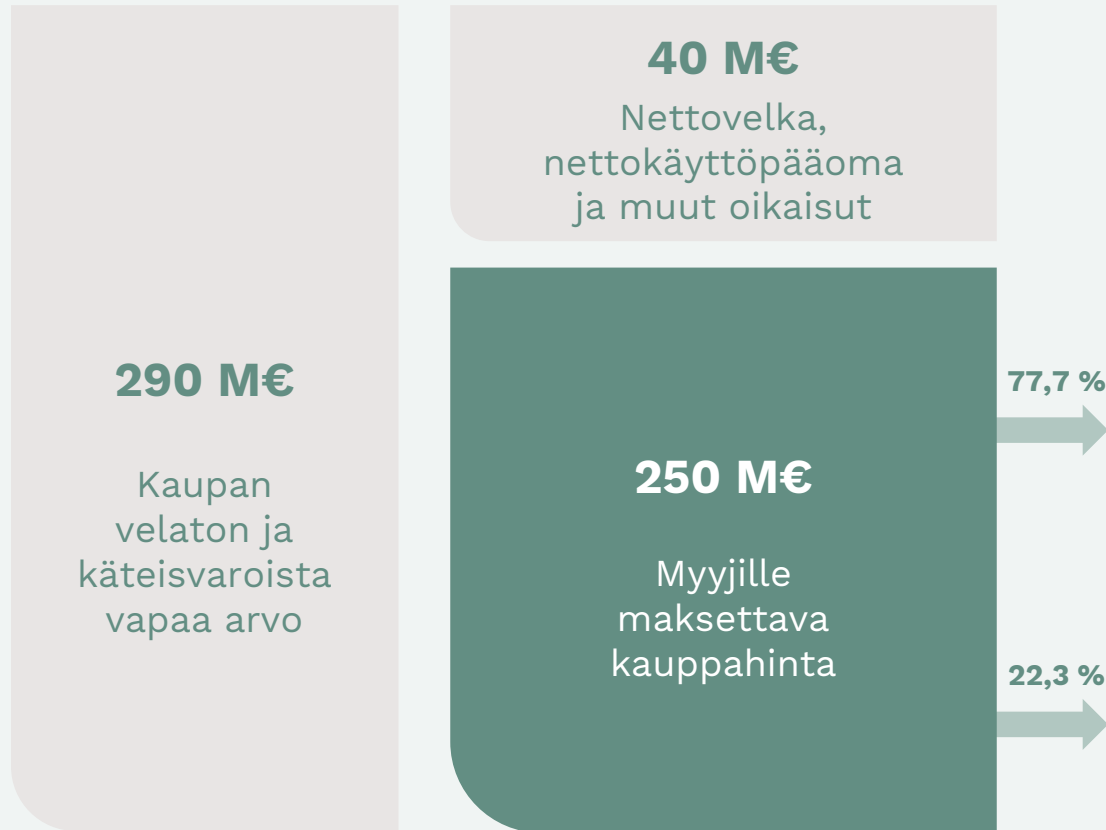 290 M€
Kaupan
velaton ja
käteisvaroista
vapaa arvo
40 M€
Nettovelka,
nettokäyttöpääoma
ja muut oikaisut
250 M€
Myyjille
maksettava
kauppahinta
77,7 %
22,3 %